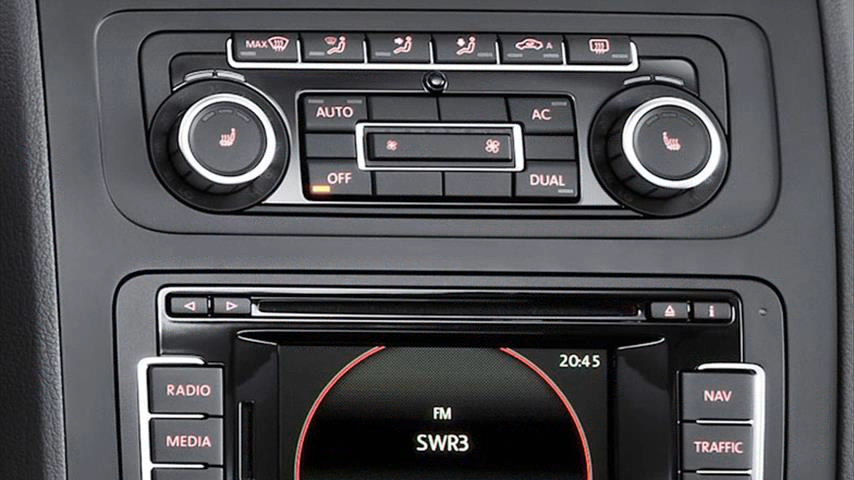 MAX
A
AUTO
AC
OFF
DUAL
i
20:45
RADIO
NAV
FM
SWR3
MEDIA
TRAFFIC